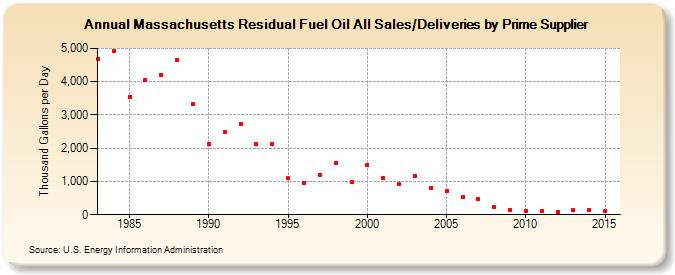 Annual Massachusetts Residual Fuel Oil All Sales/Deliveries by Prime Supplier
Thousand Gallons per Day
5,000
4,000
3,000
2,000
1,000
0
1985 1990 1995 2000 2005 2010 2015
Source: U.S. Energy Information Administration